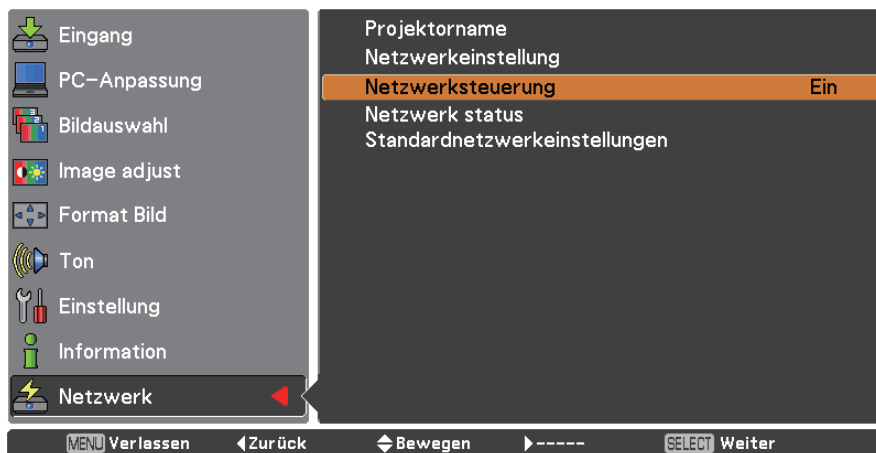 Eingang
PC-Anpassung
Bildauswahl
Image adjust
Format Bild
Ton
Einstellung
Information
Netzwerk
Projektorname
Netzwerkeinstellung
Netzwerksteuerung Ein
Netzwerk status
Standardnetzwerkeinstellungen
MENU Verlassen Zurück Bewegen ----- SELECT Weiter